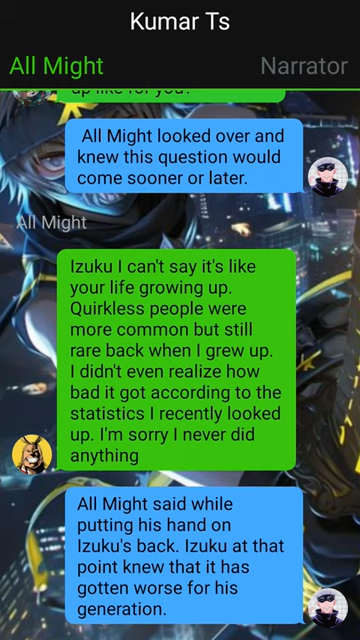 Kumar Ts
All Might
Narrator
up like for you?
All Might looked over and
knew this question would
come sooner or later.
All Might
Izuku I can't say it's like
your life growing up.
Quirkless people were
more common but still
rare back when I grew up.
I didn't even realize how
bad it got according to the
statistics I recently looked
up. I'm sorry I never did
anything
All Might said while
putting his hand on
Izuku's back. Izuku at that
point knew that it has
gotten worse for his
generation.